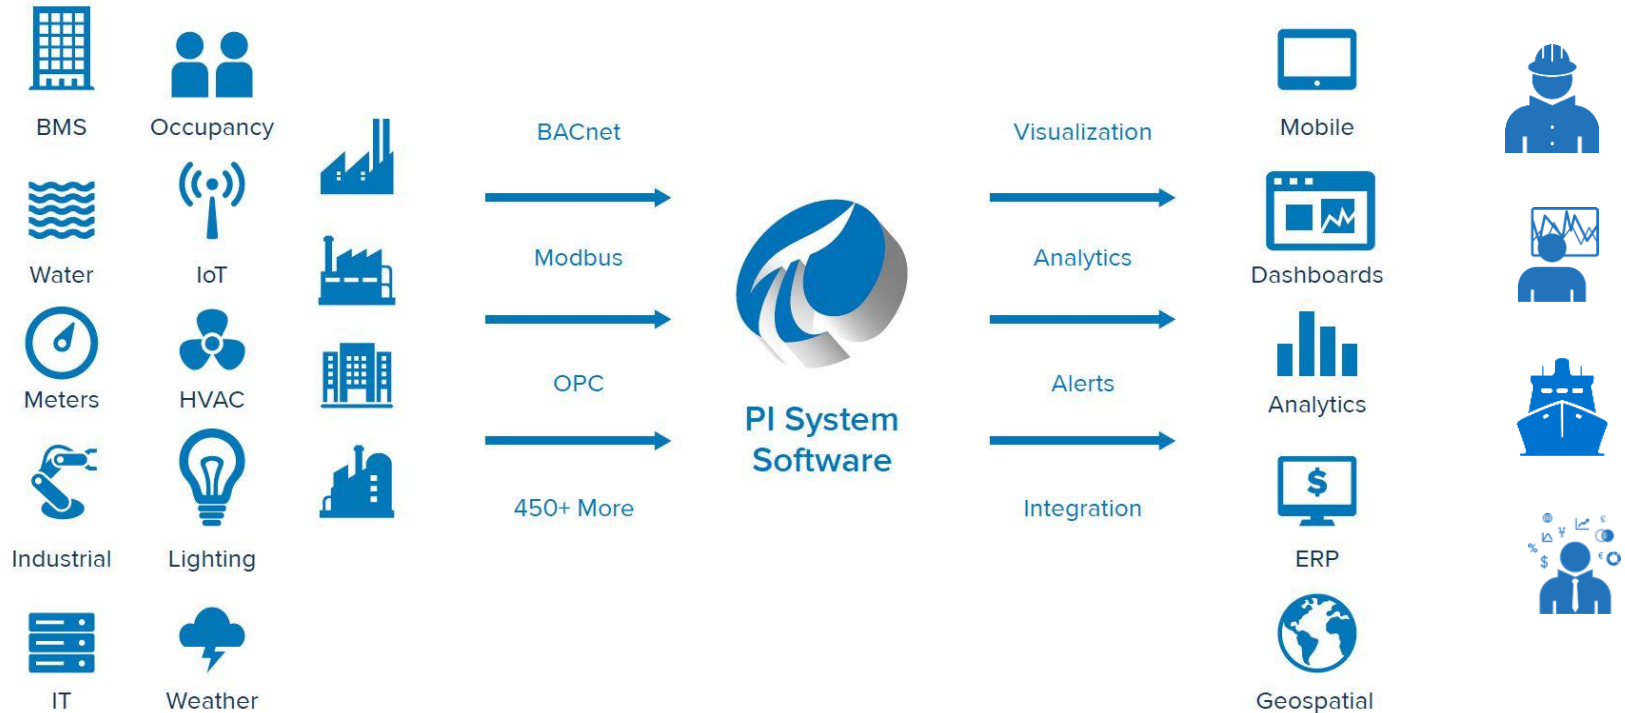 BMS
Occupancy
Water
IoT
Meters
HVAC
Industrial
Lighting
IT
Weather
BACnet
Modbus
OPC
450+ More
PI System
Software
Visualization
Analytics
Alerts
Integration
Mobile
Dashboards
Analytics
$
ERP
Geospatial
% $ ¥ £ €